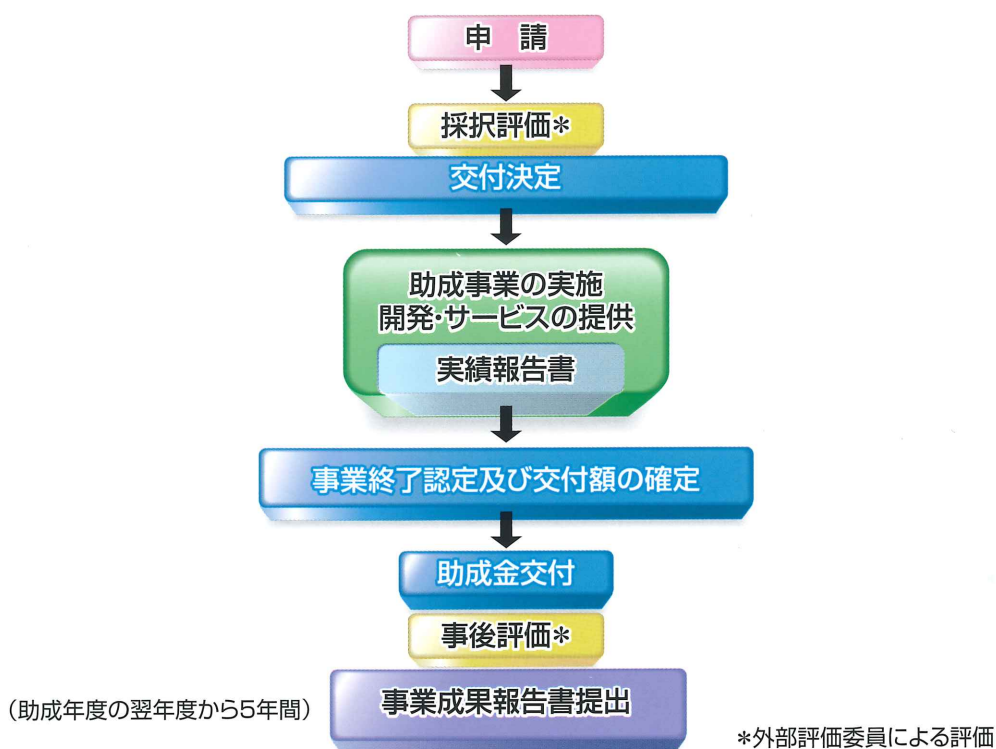 申 請
採択評価＊
交付決定
助成事業の実施
開発・サービスの提供
実績報告書
事業終了認定及び交付額の確定
助成金交付
事後評価＊
事業成果報告書提出
（助成年度の翌年度から5年間）
＊外部評価委員による評価